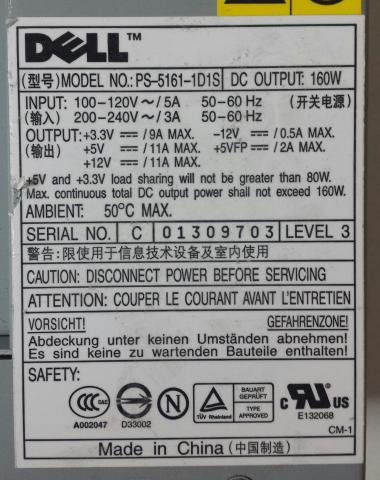 DELL™
(型号) MODEL NO.: PS-5161-1D1S DC OUTPUT: 160W
INPUT: 100-120V ~ / 5A 50-60 Hz (开关电源)
(输入) 200-240V ~ / 3A 50-60 Hz
OUTPUT: +3.3V ⎓ / 9A MAX. -12V ⎓ / 0.5A MAX.
(输出) +5V ⎓ / 11A MAX. +5VFP ⎓ / 2A MAX.
+12V ⎓ / 11A MAX.
+5V and +3.3V load sharing will not be greater than 80W.
Max. continuous total DC output power shall not exceed 160W.
AMBIENT: 50°C MAX.
SERIAL NO. C 01309703 LEVEL 3
警告: 限使用于信息技术设备及室内使用
CAUTION: DISCONNECT POWER BEFORE SERVICING
ATTENTION: COUPER LE COURANT AVANT L'ENTRETIEN
VORSICHT! GEFAHRENZONE!
Abdeckung unter keinen Umständen abnehmen!
Es sind keine zu wartenden Bauteile enthalten!
SAFETY:
CCC S&E D N TÜV Rheinland BAUART GEPRÜFT TYPE APPROVED c RU US
A002047 D33002 E132068
CM-1
Made in China (中国制造)